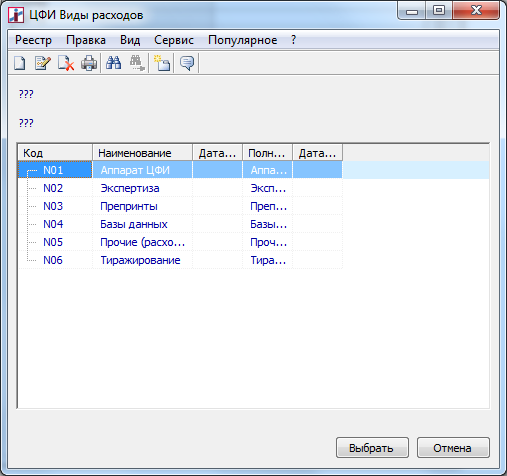 ЦФИ Виды расходов
Реестр Правка Вид Сервис Популярное ?
???
???
Код Наименование Дата... Полн... Дата...
N01 Аппарат ЦФИ Аппа...
N02 Экспертиза Эксп...
N03 Препринты Преп...
N04 Базы данных Базы...
N05 Прочие (расхо... Проч...
N06 Тиражирование Тира...
Выбрать Отмена